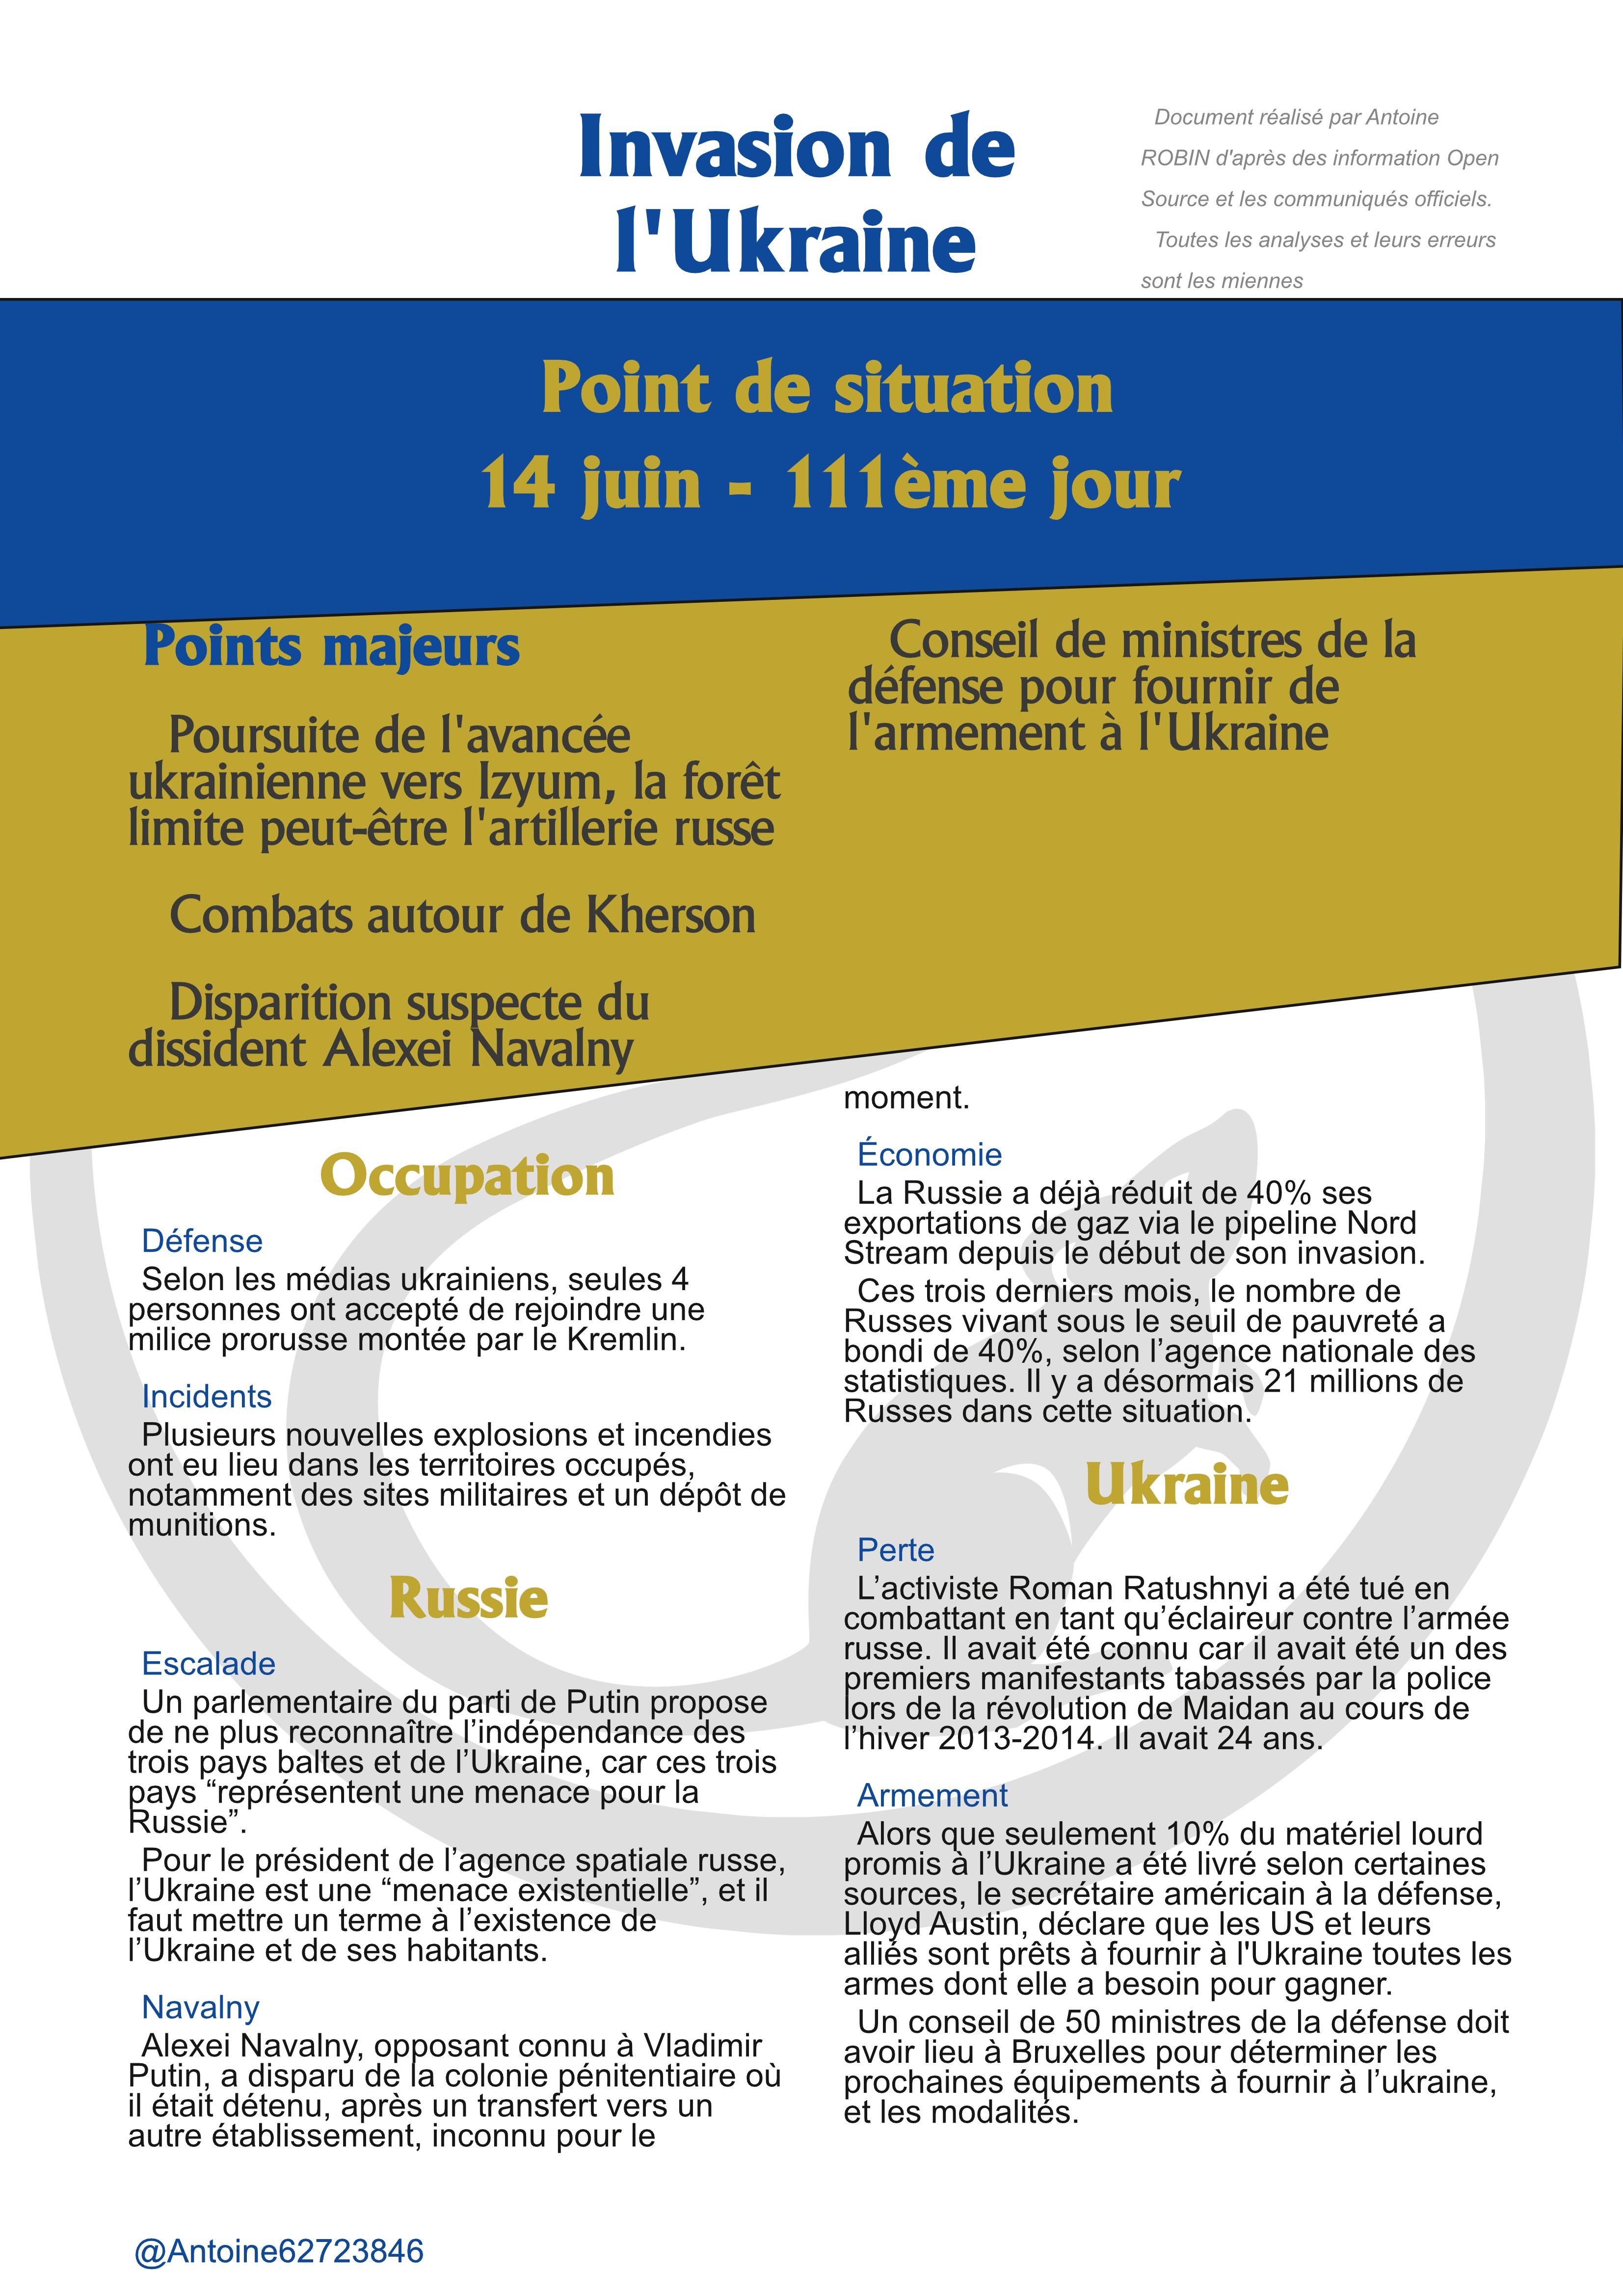 Invasion de
l'Ukraine
Document réalisé par Antoine
ROBIN d'après des information Open
Source et les communiqués officiels.
Toutes les analyses et leurs erreurs
sont les miennes
Point de situation
14 juin - 111ème jour
Points majeurs
Poursuite de l'avancée
ukrainienne vers Izyum, la forêt
limite peut-être l'artillerie russe
Combats autour de Kherson
Disparition suspecte du
dissident Alexei Navalny
Conseil de ministres de la
défense pour fournir de
l'armement à l'Ukraine
Occupation
Défense
Selon les médias ukrainiens, seules 4
personnes ont accepté de rejoindre une
milice prorusse montée par le Kremlin.
Incidents
Plusieurs nouvelles explosions et incendies
ont eu lieu dans les territoires occupés,
notamment des sites militaires et un dépôt de
munitions.
Russie
Escalade
Un parlementaire du parti de Putin propose
de ne plus reconnaître l’indépendance des
trois pays baltes et de l’Ukraine, car ces trois
pays “représentent une menace pour la
Russie”.
Pour le président de l’agence spatiale russe,
l’Ukraine est une “menace existentielle”, et il
faut mettre un terme à l’existence de
l’Ukraine et de ses habitants.
Navalny
Alexei Navalny, opposant connu à Vladimir
Putin, a disparu de la colonie pénitentiaire où
il était détenu, après un transfert vers un
autre établissement, inconnu pour le
moment.
Économie
La Russie a déjà réduit de 40% ses
exportations de gaz via le pipeline Nord
Stream depuis le début de son invasion.
Ces trois derniers mois, le nombre de
Russes vivant sous le seuil de pauvreté a
bondi de 40%, selon l’agence nationale des
statistiques. Il y a désormais 21 millions de
Russes dans cette situation.
Ukraine
Perte
L’activiste Roman Ratushnyi a été tué en
combattant en tant qu’éclaireur contre l’armée
russe. Il avait été connu car il avait été un des
premiers manifestants tabassés par la police
lors de la révolution de Maidan au cours de
l’hiver 2013-2014. Il avait 24 ans.
Armement
Alors que seulement 10% du matériel lourd
promis à l’Ukraine a été livré selon certaines
sources, le secrétaire américain à la défense,
Lloyd Austin, déclare que les US et leurs
alliés sont prêts à fournir à l'Ukraine toutes les
armes dont elle a besoin pour gagner.
Un conseil de 50 ministres de la défense doit
avoir lieu à Bruxelles pour déterminer les
prochaines équipements à fournir à l’ukraine,
et les modalités.
@Antoine62723846